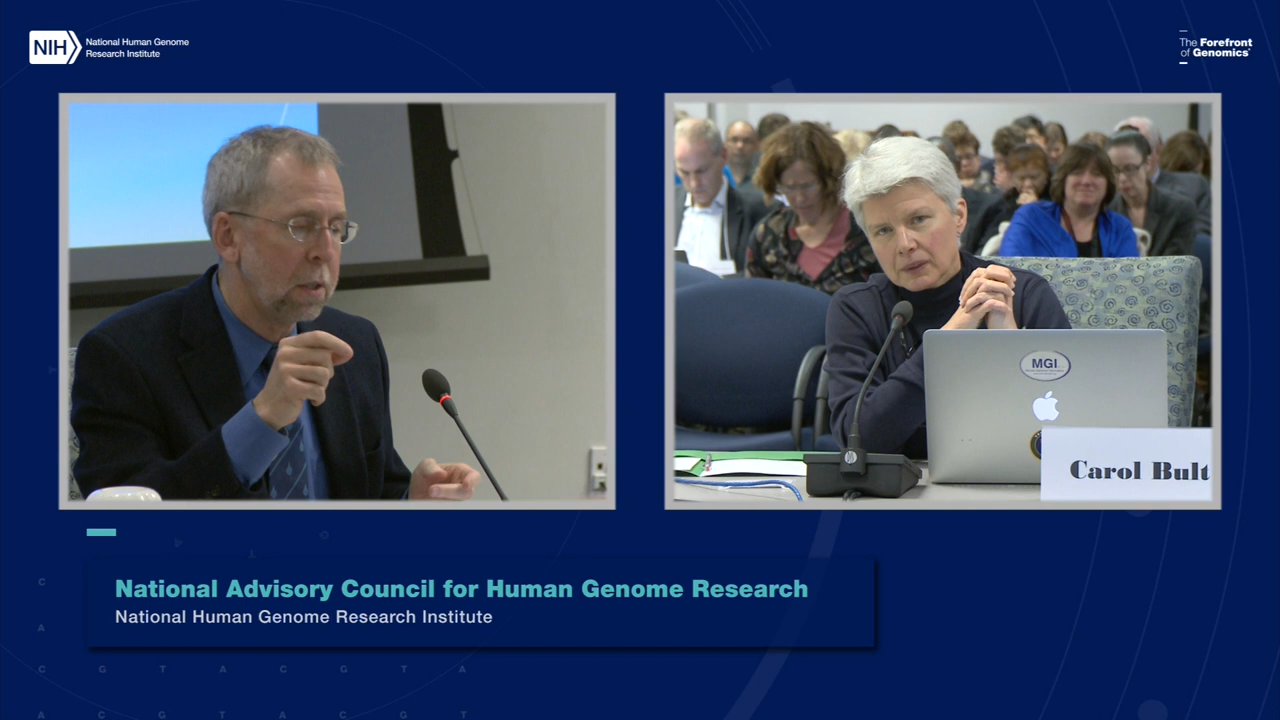 NIH
National Human Genome
Research Institute
The Forefront
of Genomics®
MGI
Carol Bult
National Advisory Council for Human Genome Research
National Human Genome Research Institute
C
A
C G T A C G T A
A C G T A C G T